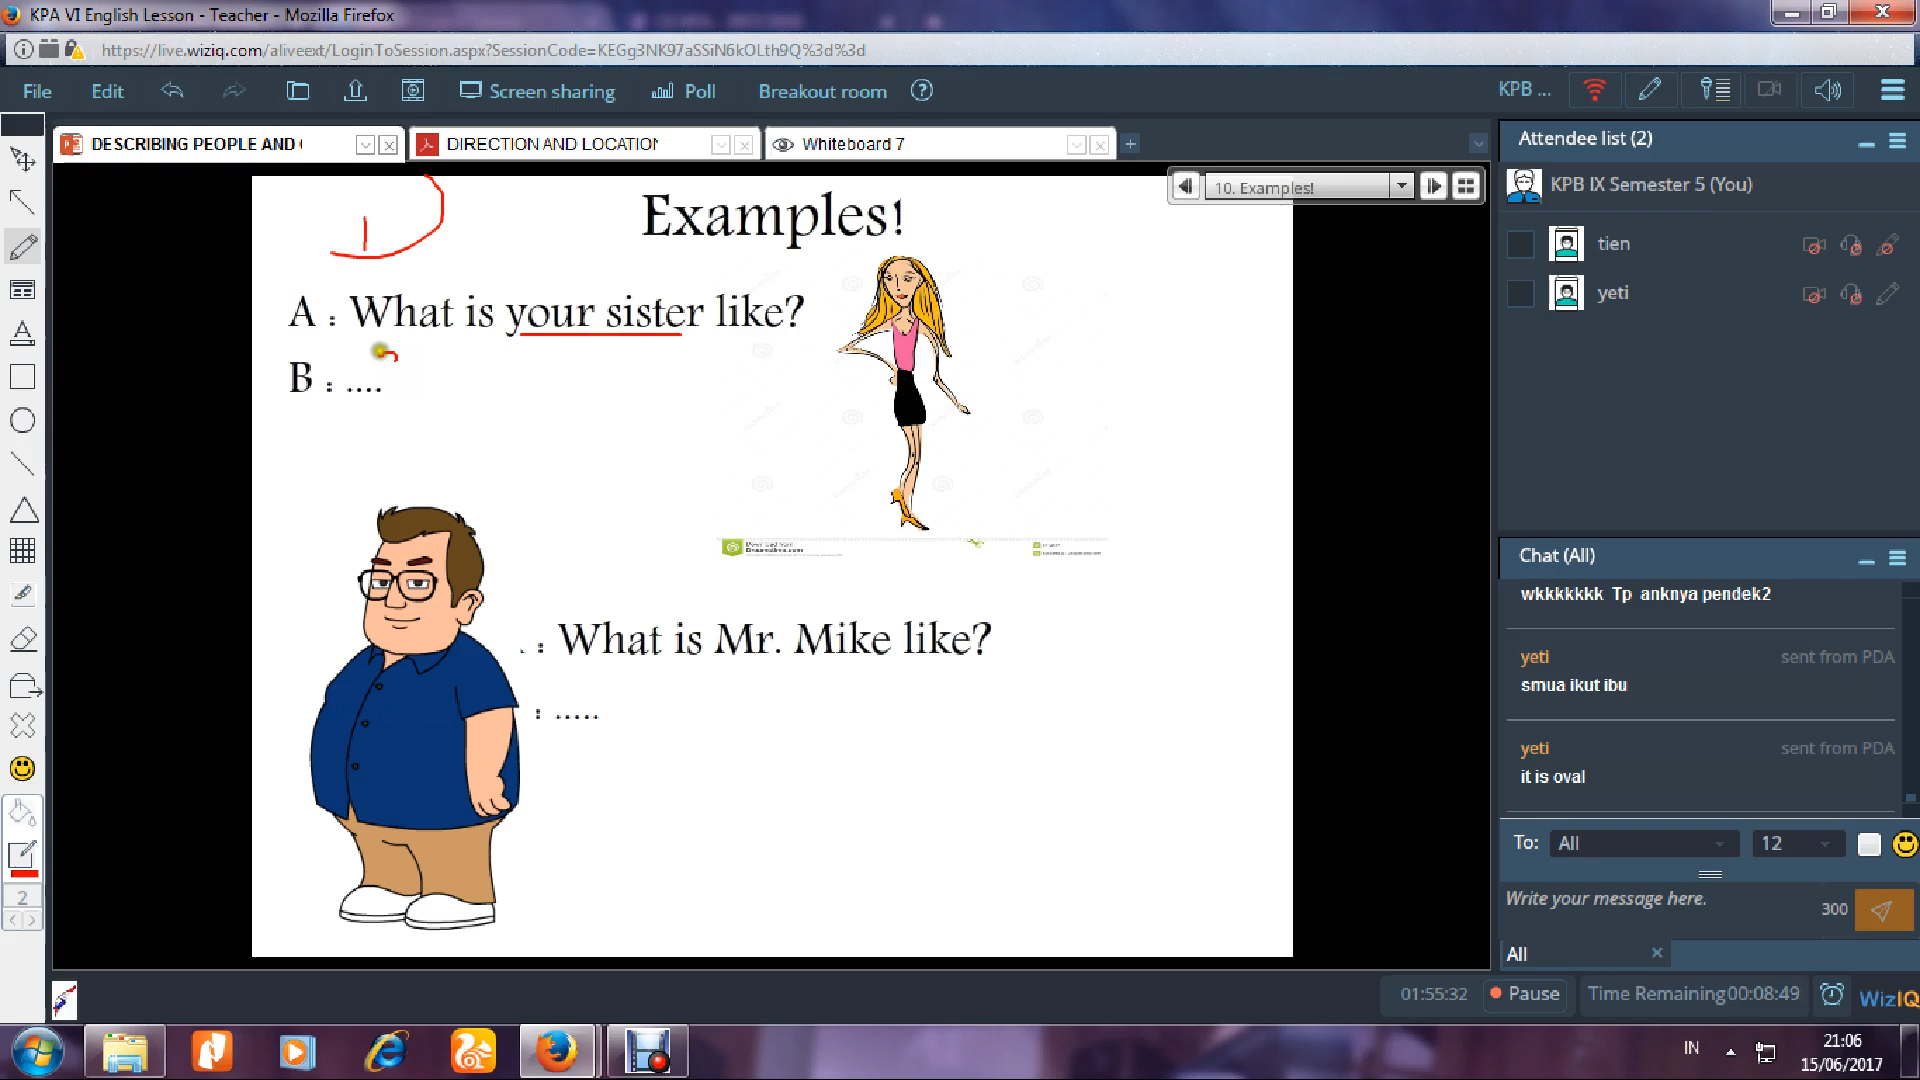 KPA VI English Lesson - Teacher - Mozilla Firefox
https://live.wiziq.com/aliveext/LoginToSession.aspx?SessionCode=KEGg3NK97aSSiN6kOLth9Q%3d%3d
File Edit Screen sharing Poll Breakout room ? KPB ...
DESCRIBING PEOPLE AND DIRECTION AND LOCATION Whiteboard 7
10. Examples!
Examples!
A : What is your sister like?
B : ....
: What is Mr. Mike like?
: .....
Attendee list (2)
KPB IX Semester 5 (You)
tien
yeti
Chat (All)
wkkkkkkk Tp anknya pendek2
yeti sent from PDA
smua ikut ibu
yeti sent from PDA
it is oval
To: All 12
Write your message here. 300
All
2
01:55:32 Pause Time Remaining00:08:49 WizIQ
IN 21:06
15/06/2017